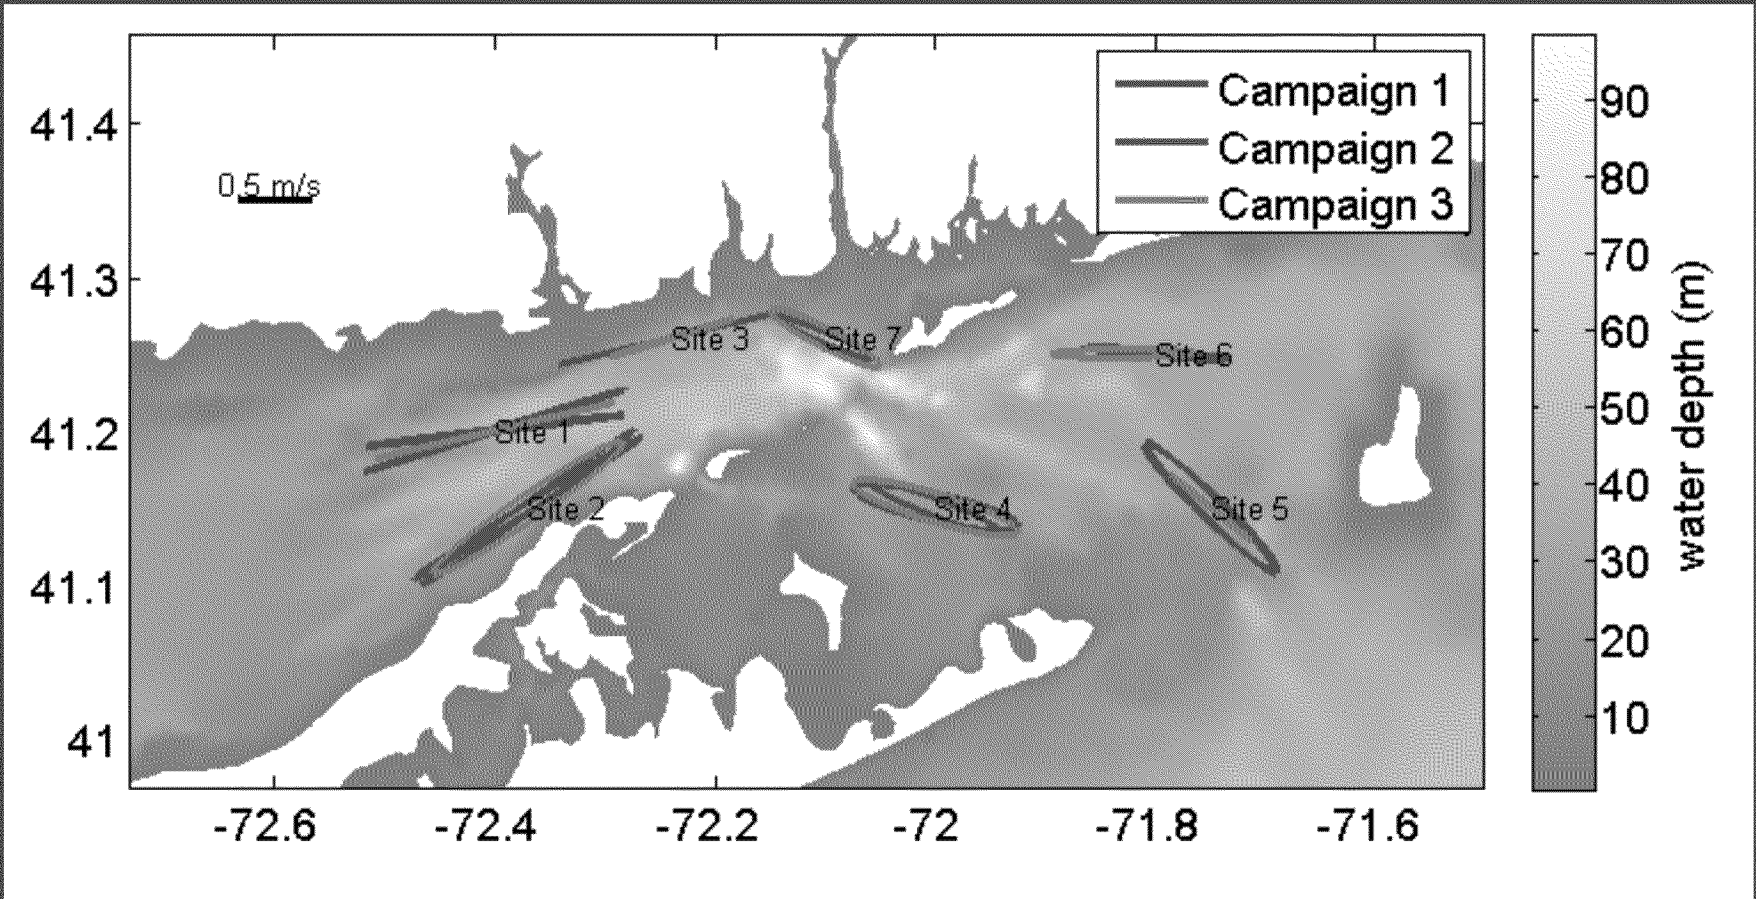 Campaign 1
Campaign 2
Campaign 3
0.5 m/s
41.4
41.3
41.2
41.1
41
Site 3
Site 7
Site 6
Site 1
Site 2
Site 4
Site 5
-72.6
-72.4
-72.2
-72
-71.8
-71.6
90
80
70
60
50
40
30
20
10
water depth (m)